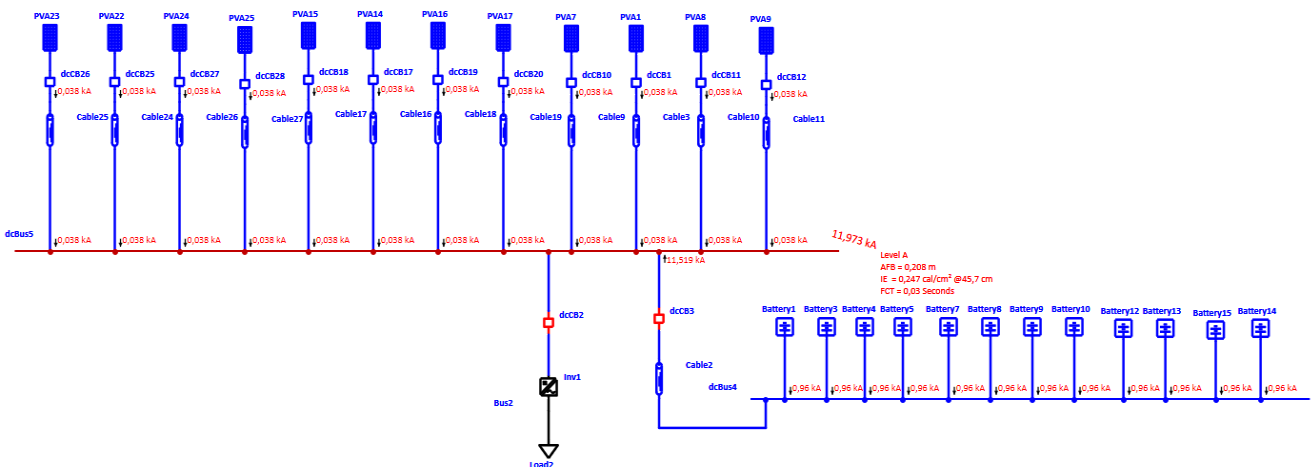 PVA23 PVA22 PVA24 PVA25 PVA15 PVA14 PVA16 PVA17 PVA7 PVA1 PVA8 PVA9
dcCB26 dcCB25 dcCB27 dcCB28 dcCB18 dcCB17 dcCB19 dcCB20 dcCB10 dcCB1 dcCB11 dcCB12
0,038 kA 0,038 kA 0,038 kA 0,038 kA 0,038 kA 0,038 kA 0,038 kA 0,038 kA 0,038 kA 0,038 kA 0,038 kA 0,038 kA
Cable25 Cable24 Cable26 Cable27 Cable17 Cable16 Cable18 Cable19 Cable9 Cable3 Cable10 Cable11
dcBus5
0,038 kA 0,038 kA 0,038 kA 0,038 kA 0,038 kA 0,038 kA 0,038 kA 0,038 kA 0,038 kA 0,038 kA 0,038 kA 0,038 kA
11,973 kA
11,519 kA
Level A
AFB = 0,208 m
IE = 0,247 cal/cm² @45,7 cm
FCT = 0,03 Seconds
dcCB2
dcCB3
Battery1 Battery3 Battery4 Battery5 Battery7 Battery8 Battery9 Battery10 Battery12 Battery13 Battery15 Battery14
Inv1
Cable2
dcBus4
0,96 kA 0,96 kA 0,96 kA 0,96 kA 0,96 kA 0,96 kA 0,96 kA 0,96 kA 0,96 kA 0,96 kA 0,96 kA 0,96 kA
Bus2
Load2